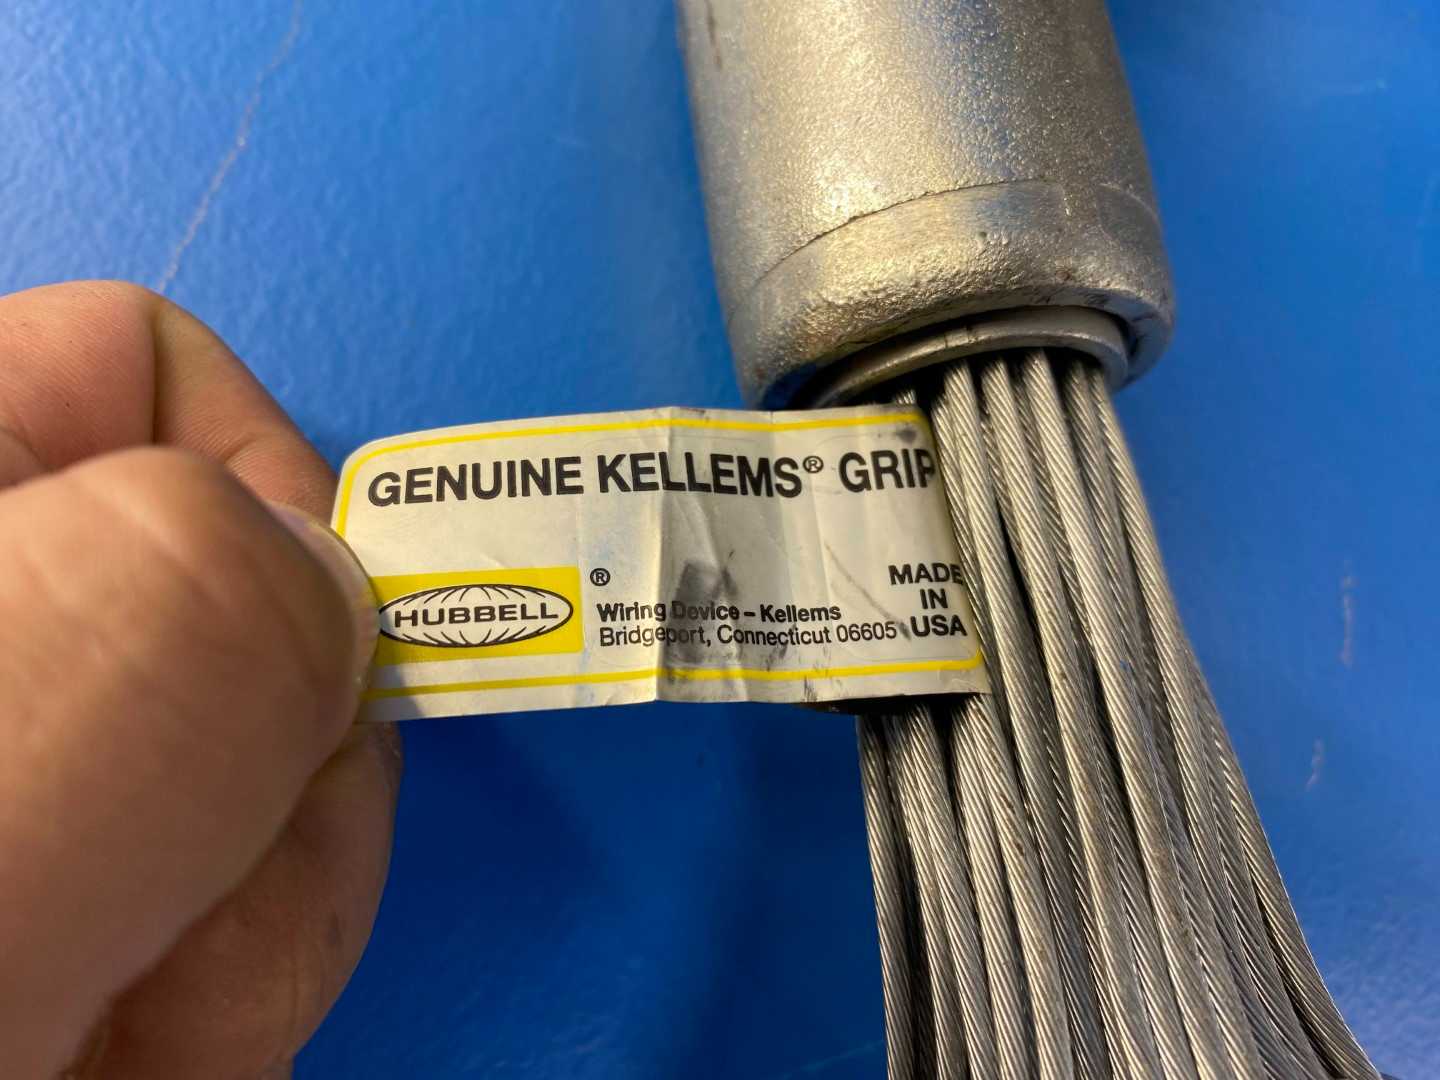 GENUINE KELLEMS® GRIP
HUBBELL
®
Wiring Device – Kellems
Bridgeport, Connecticut 06605
MADE
IN
USA